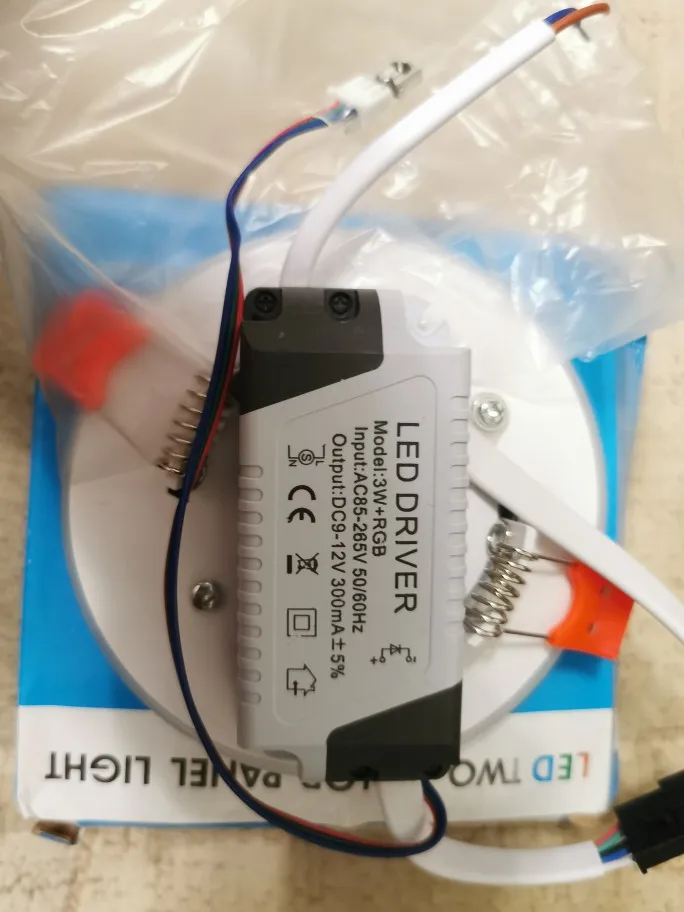 LED DRIVER
Model:3W+RGB
Input:AC85-265V 50/60Hz
Output:DC9-12V 300mA±5%
L
N
S
CE
LED TWO PANEL LIGHT